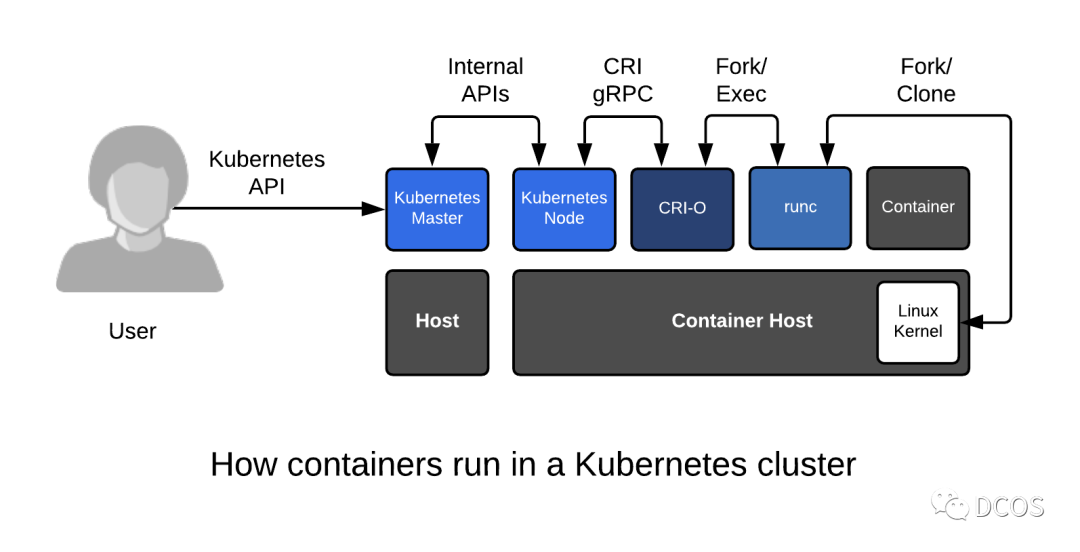 Internal
APIs
CRI
gRPC
Fork/
Exec
Fork/
Clone
Kubernetes
API
Kubernetes
Master
Kubernetes
Node
CRI-O
runc
Container
User
Host
Container Host
Linux
Kernel
How containers run in a Kubernetes cluster
DCOS